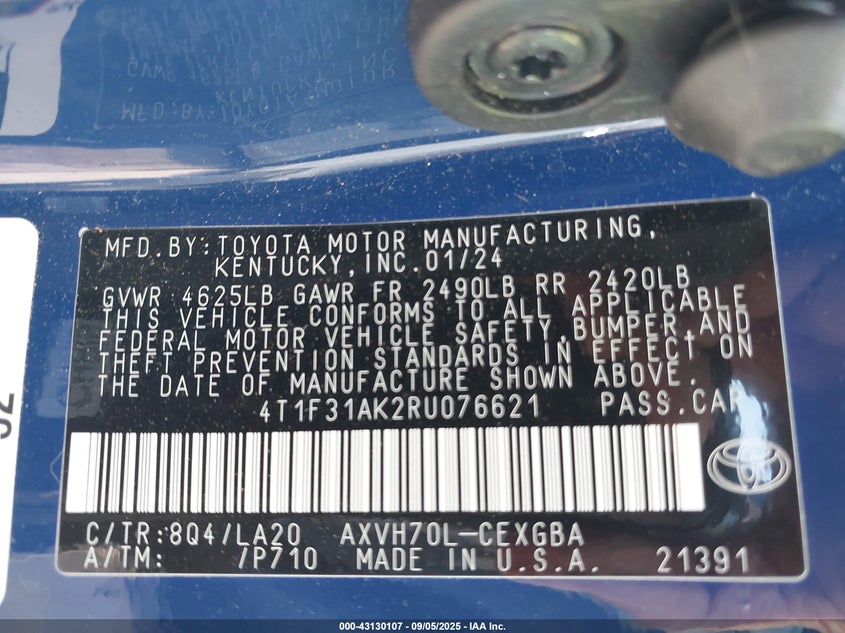 MFD. BY: TOYOTA MOTOR MANUFACTURING,
KENTUCKY, INC. 01/24
GVWR 4625LB GAWR FR 2490LB RR 2420LB
THIS VEHICLE CONFORMS TO ALL APPLICABLE
FEDERAL MOTOR VEHICLE SAFETY, BUMPER, AND
THEFT PREVENTION STANDARDS IN EFFECT ON
THE DATE OF MANUFACTURE SHOWN ABOVE.
4T1F31AK2RU076621 PASS.CAR
C/TR: 8Q4/LA20 AXVH70L-CEXGBA
A/TM: /P710 MADE IN U.S.A. 21391
000-43130107 - 09/05/2025 - IAA Inc.